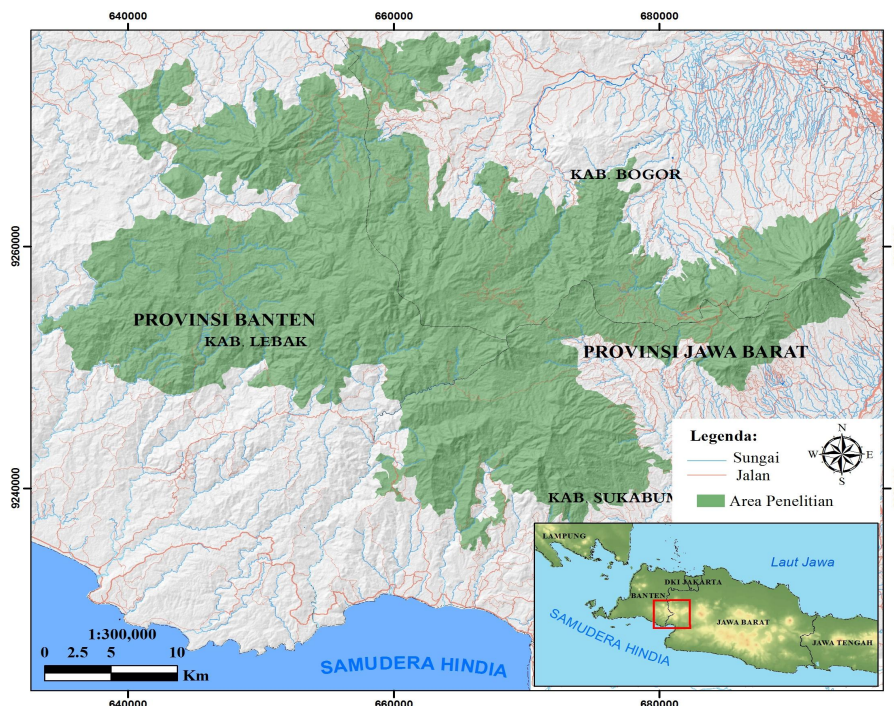 640000 660000 680000
KAB. BOGOR
9260000
PROVINSI BANTEN
KAB. LEBAK
PROVINSI JAWA BARAT
Legenda:
Sungai
Jalan
Area Penelitian
N
W E
S
9240000
KAB. SUKABUM
LAMPUNG
Laut Jawa
DKI JAKARTA
BANTEN
JAWA BARAT
JAWA TENGAH
SAMUDERA HINDIA
1:300,000
0 2.5 5 10
Km
SAMUDERA HINDIA
640000 660000 680000